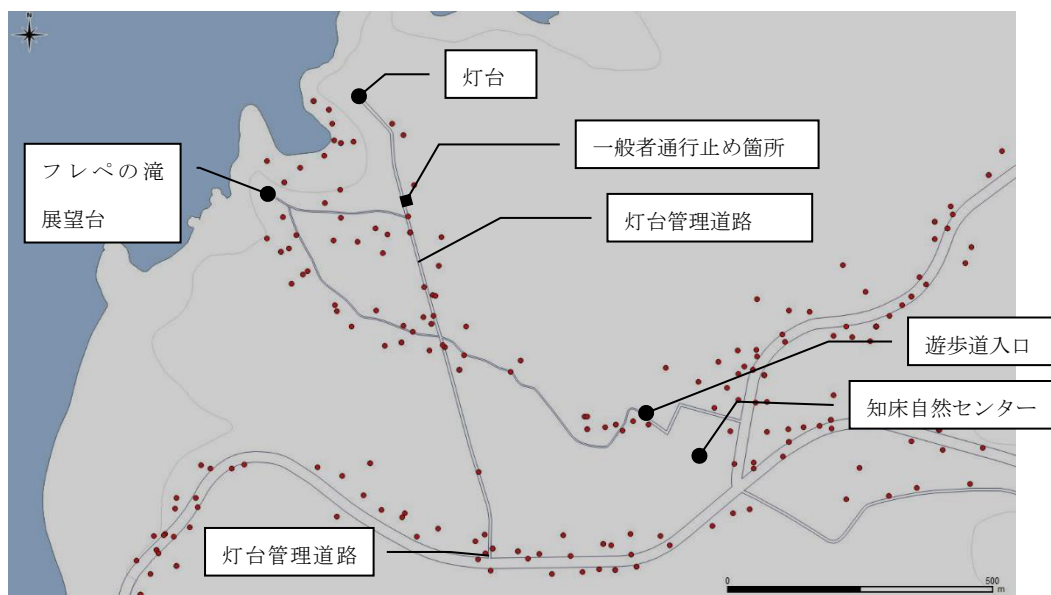 N
灯台
一般者通行止め箇所
フレペの滝
展望台
灯台管理道路
遊歩道入口
知床自然センター
灯台管理道路
0
500
m